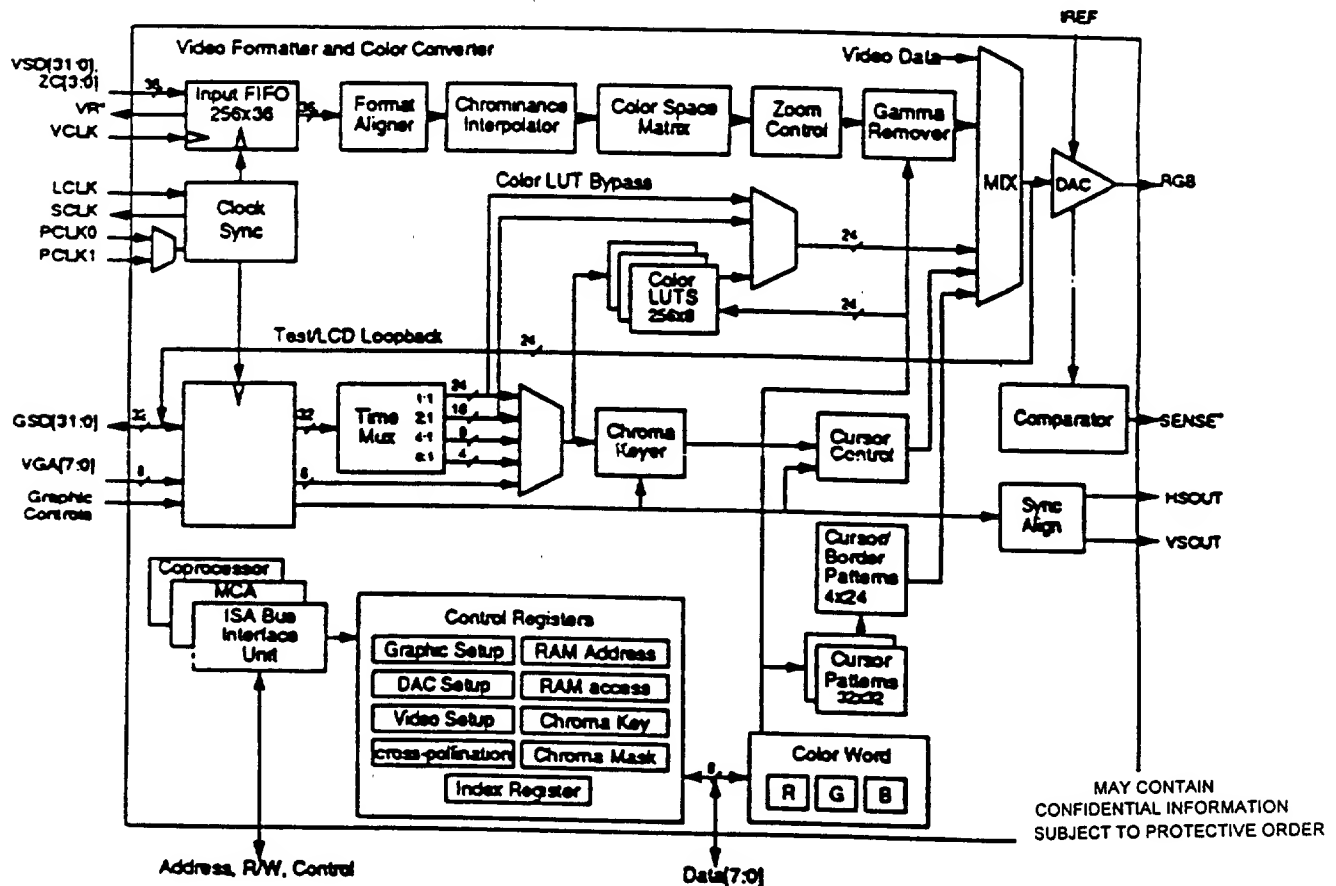 IREF
Video Formatter and Color Converter
Video Data
VSD[31:0],
ZC[3:0]
36
VR*
VCLK
Input FIFO
256x36
36
Format
Aligner
Chrominance
Interpolator
Color Space
Matrix
Zoom
Control
Gamma
Remover
MIX
DAC
RGB
LCLK
SCLK
PCLK0
PCLK1
Clock
Sync
Color LUT Bypass
24
Color
LUTS
256x8
24
Test/LCD Loopback
24
GSD[31:0]
32
VGA[7:0]
8
Graphic
Controls
32
8
Time
Mux
1:1
24
2:1
16
4:1
8
8:1
4
Chroma
Keyer
Cursor
Control
Comparator
SENSE*
Sync
Align
HSOUT
VSOUT
Cursor/
Border
Patterns
4x24
Cursor
Patterns
32x32
Coprocessor
MCA
ISA Bus
Interface
Unit
Control Registers
Graphic Setup
RAM Address
DAC Setup
RAM access
Video Setup
Chroma Key
cross-pollination
Chroma Mask
Index Register
8
Color Word
R
G
B
MAY CONTAIN
CONFIDENTIAL INFORMATION
SUBJECT TO PROTECTIVE ORDER
Address, R/W, Control
Data[7:0]